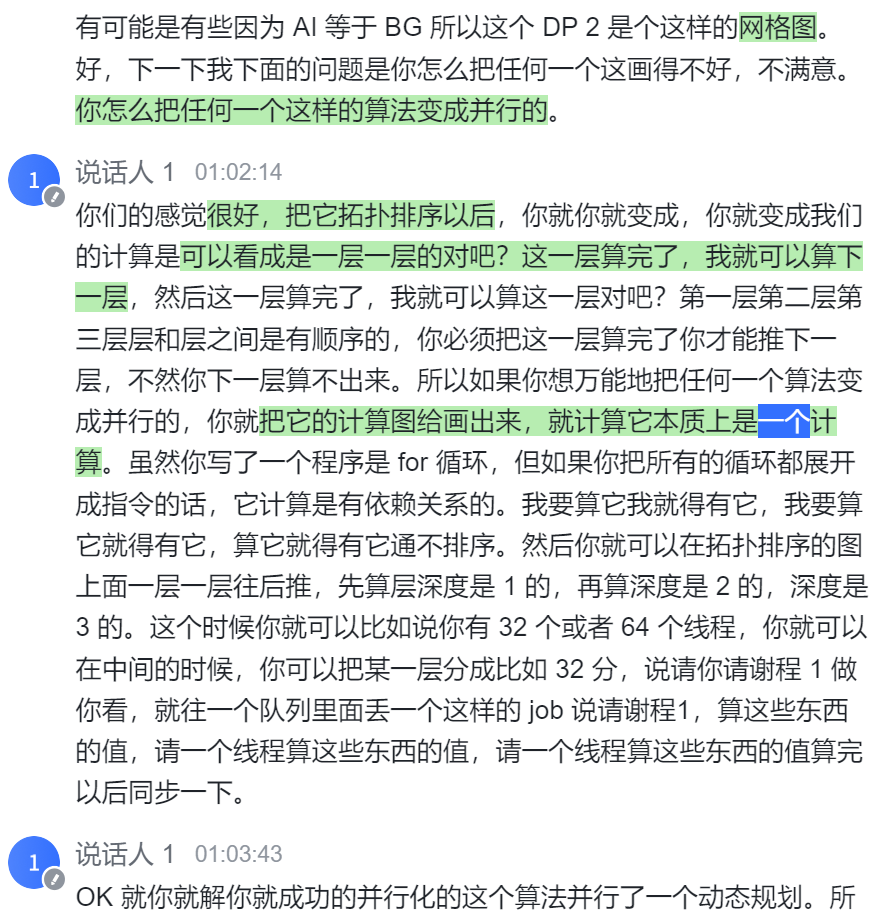 有可能是有些因为 AI 等于 BG 所以这个 DP 2 是个这样的网格图。
好，下一下我下面的问题是你怎么把任何一个这画得不好，不满意。
你怎么把任何一个这样的算法变成并行的。
1 说话人 1 01:02:14
你们的感觉很好，把它拓扑排序以后，你就你就变成，你就变成我们
的计算是可以看成是一层一层的对吧？这一层算完了，我就可以算下
一层，然后这一层算完了，我就可以算这一层对吧？第一层第二层第
三层层和层之间是有顺序的，你必须把这一层算完了你才能推下一
层，不然你下一层算不出来。所以如果你想万能地把任何一个算法变
成并行的，你就把它的计算图给画出来，就计算它本质上是一个计
算。虽然你写了一个程序是 for 循环，但如果你把所有的循环都展开
成指令的话，它计算是有依赖关系的。我要算它我就得有它，我要算
它就得有它，算它就得有它通不排序。然后你就可以在拓扑排序的图
上面一层一层往后推，先算层深度是 1 的，再算深度是 2 的，深度是
3 的。这个时候你就可以比如说你有 32 个或者 64 个线程，你就可以
在中间的时候，你可以把某一层分成比如 32 分，说请你请谢程 1 做
你看，就往一个队列里面丢一个这样的 job 说请谢程1，算这些东西
的值，请一个线程算这些东西的值，请一个线程算这些东西的值算完
以后同步一下。
1 说话人 1 01:03:43
OK 就你就解你就成功的并行化的这个算法并行了一个动态规划。所